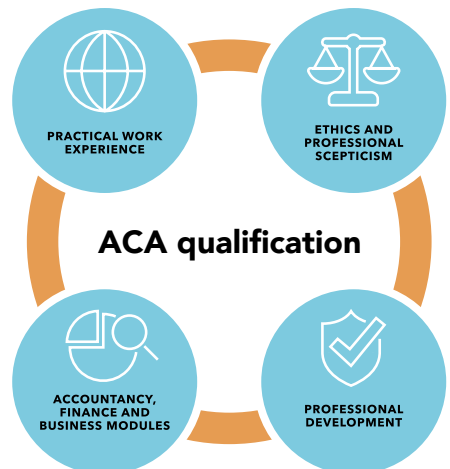 PRACTICAL WORK
EXPERIENCE
ETHICS AND
PROFESSIONAL
SCEPTICISM
ACA qualification
ACCOUNTANCY,
FINANCE AND
BUSINESS MODULES
PROFESSIONAL
DEVELOPMENT